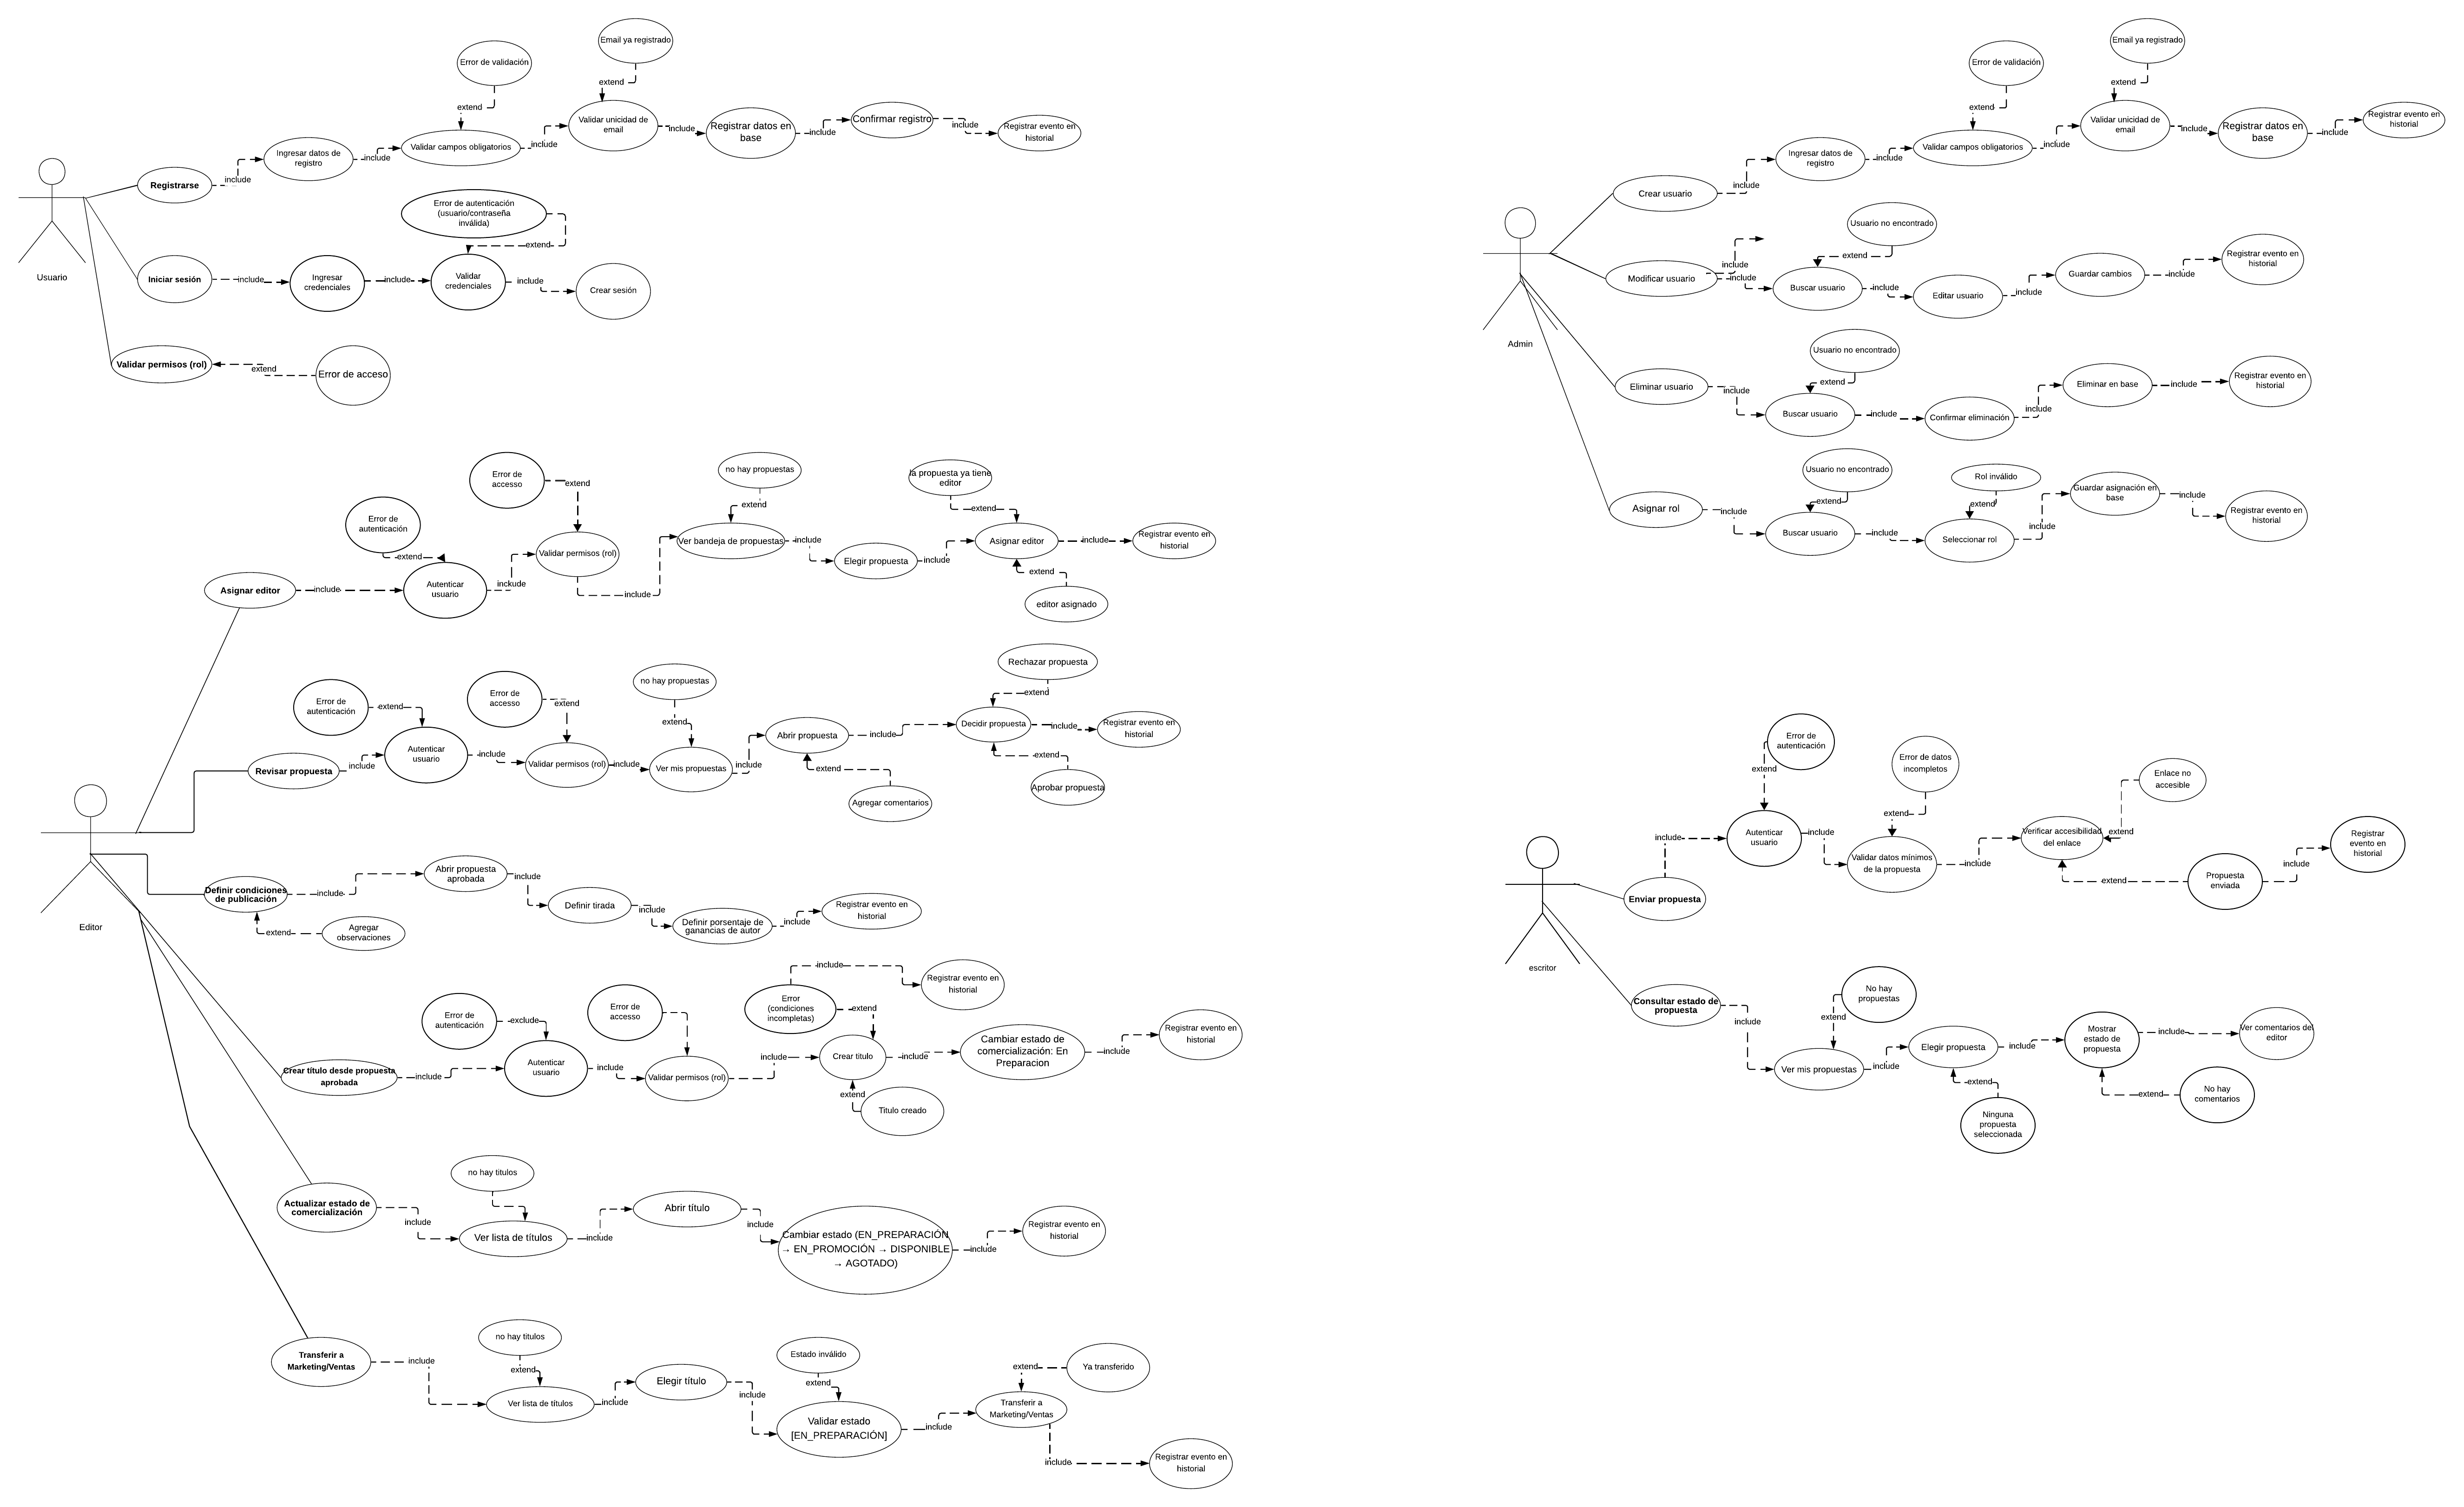 Email ya registrado
Error de validación
extend
extend
Validar unicidad de
email
include
Registrar datos en
base
include
Confirmar registro
include
Registrar evento en
historial
Validar campos obligatorios
include
Ingresar datos de
registro
include
Registrarse
include
Usuario
Error de autenticación
(usuario/contraseña
inválida)
extend
Iniciar sesión
include
Ingresar
credenciales
include
Validar
credenciales
include
Crear sesión
Validar permisos (rol)
extend
Error de acceso
Email ya registrado
Error de validación
extend
extend
Validar unicidad de
email
include
Registrar datos en
base
include
Registrar evento en
historial
Validar campos obligatorios
include
Ingresar datos de
registro
include
Crear usuario
include
Admin
Usuario no encontrado
extend
Modificar usuario
include
include
Buscar usuario
include
Editar usuario
include
Guardar cambios
include
Registrar evento en
historial
Usuario no encontrado
extend
Eliminar usuario
include
Buscar usuario
include
Confirmar eliminación
include
Eliminar en base
include
Registrar evento en
historial
Usuario no encontrado
extend
Rol inválido
extend
Asignar rol
include
Buscar usuario
include
Seleccionar rol
include
Guardar asignación en
base
include
Registrar evento en
historial
Error de
accesso
extend
Error de
autenticación
extend
no hay propuestas
extend
la propuesta ya tiene
editor
extend
Asignar editor
include
Autenticar
usuario
include
Validar permisos (rol)
include
Ver bandeja de propuestas
include
Elegir propuesta
include
Asignar editor
include
Registrar evento en
historial
extend
editor asignado
Error de
autenticación
extend
Error de
accesso
extend
no hay propuestas
extend
Rechazar propuesta
extend
Revisar propuesta
include
Autenticar
usuario
include
Validar permisos (rol)
include
Ver mis propuestas
include
Abrir propuesta
include
Decidir propuesta
include
Registrar evento en
historial
extend
Agregar comentarios
extend
Aprobar propuesta
Editor
Definir condiciones
de publicación
include
Abrir propuesta
aprobada
include
Definir tirada
include
Definir porsentaje de
ganancias de autor
include
Registrar evento en
historial
extend
Agregar
observaciones
include
Registrar evento en
historial
Error de
autenticación
exclude
Error de
accesso
Error
(condiciones
incompletas)
extend
Crear título desde propuesta
aprobada
include
Autenticar
usuario
include
Validar permisos (rol)
include
Crear titulo
include
Cambiar estado de
comercialización: En
Preparacion
include
Registrar evento en
historial
extend
Titulo creado
no hay titulos
Actualizar estado de
comercialización
include
Ver lista de títulos
include
Abrir título
include
Cambiar estado (EN_PREPARACIÓN
→ EN_PROMOCIÓN → DISPONIBLE
→ AGOTADO)
include
Registrar evento en
historial
no hay titulos
extend
Transferir a
Marketing/Ventas
include
Ver lista de títulos
include
Elegir título
include
Estado inválido
extend
Validar estado
[EN_PREPARACIÓN]
include
Transferir a
Marketing/Ventas
extend
Ya transferido
include
Registrar evento en
historial
Error de
autenticación
extend
Error de datos
incompletos
extend
Enlace no
accesible
extend
include
Autenticar
usuario
include
Validar datos mínimos
de la propuesta
include
Verificar accesibilidad
del enlace
extend
Propuesta
enviada
include
Registrar
evento en
historial
Enviar propuesta
escritor
No hay
propuestas
extend
Consultar estado de
propuesta
include
Ver mis propuestas
include
Elegir propuesta
include
Mostrar
estado de
propuesta
include
Ver comentarios del
editor
extend
Ninguna
propuesta
seleccionada
extend
No hay
comentarios